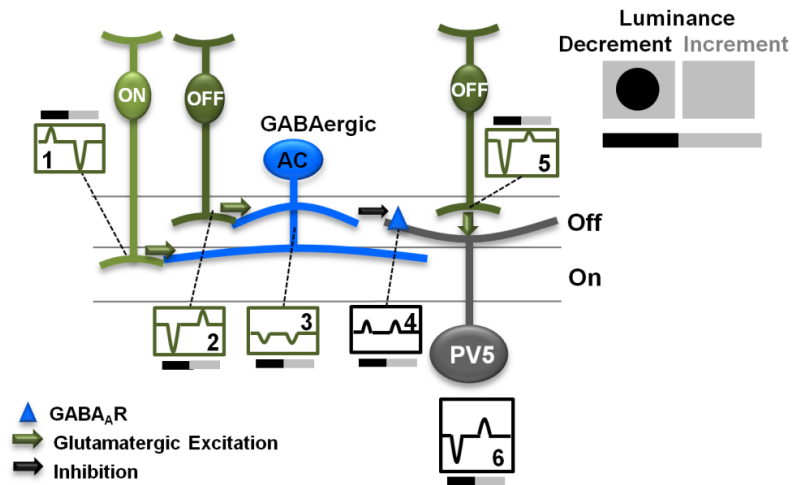 Luminance
Decrement Increment
ON
OFF
OFF
GABAergic
AC
1
5
Off
On
2
3
4
PV5
6
GABAAR
Glutamatergic Excitation
Inhibition